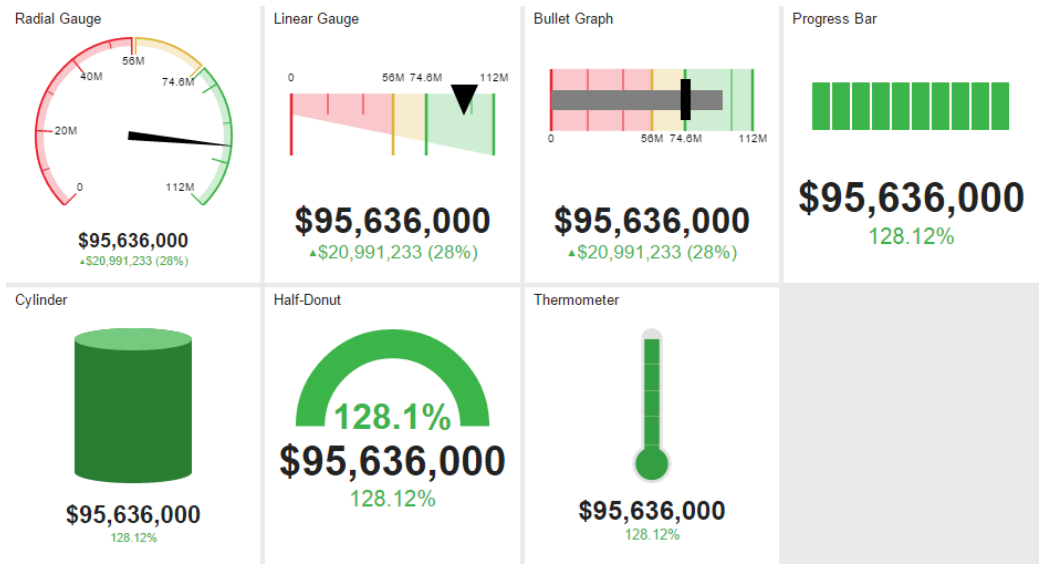 Radial Gauge
56M
40M
74.6M
20M
0
112M
$95,636,000
▲$20,991,233 (28%)
Linear Gauge
0 56M 74.6M 112M
$95,636,000
▲$20,991,233 (28%)
Bullet Graph
0 56M 74.6M 112M
$95,636,000
▲$20,991,233 (28%)
Progress Bar
$95,636,000
128.12%
Cylinder
$95,636,000
128.12%
Half-Donut
128.1%
$95,636,000
128.12%
Thermometer
$95,636,000
128.12%